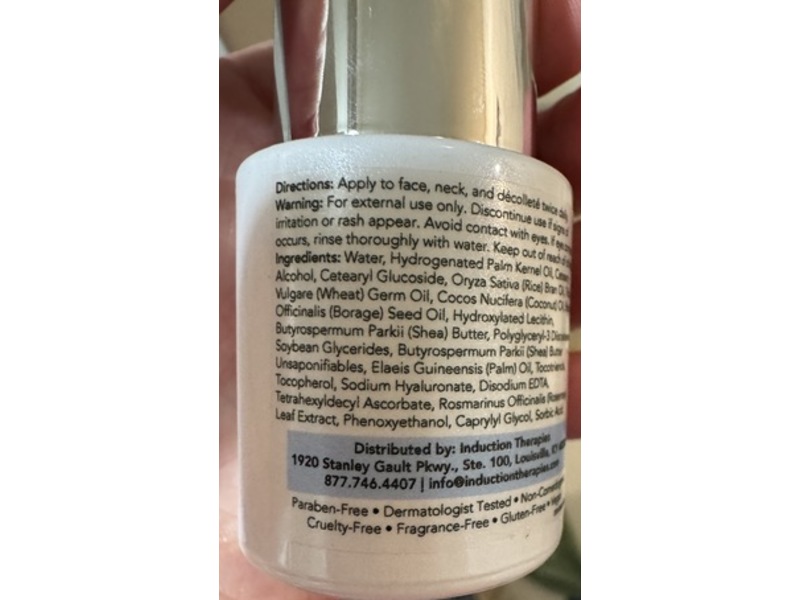 Directions: Apply to face, neck, and décolleté twice daily.
Warning: For external use only. Discontinue use if signs of
irritation or rash appear. Avoid contact with eyes. If eye
occurs, rinse thoroughly with water. Keep out of reach of
Ingredients: Water, Hydrogenated Palm Kernel Oil,
Alcohol, Cetearyl Glucoside, Oryza Sativa (Rice) Bran Oil,
Vulgare (Wheat) Germ Oil, Cocos Nucifera (Coconut) Oil,
Officinalis (Borage) Seed Oil, Hydroxylated Lecithin,
Butyrospermum Parkii (Shea) Butter, Polyglyceryl-3
Soybean Glycerides, Butyrospermum Parkii (Shea) Butter
Unsaponifiables, Elaeis Guineensis (Palm) Oil,
Tocopherol, Sodium Hyaluronate, Disodium EDTA,
Tetrahexyldecyl Ascorbate, Rosmarinus Officinalis
Leaf Extract, Phenoxyethanol, Caprylyl Glycol, Sorbic Acid
Distributed by: Induction Therapies
1920 Stanley Gault Pkwy., Ste. 100, Louisville, KY
877.746.4407 | info@inductiontherapies.com
Paraben-Free • Dermatologist Tested •
Cruelty-Free • Fragrance-Free • Gluten-Free •